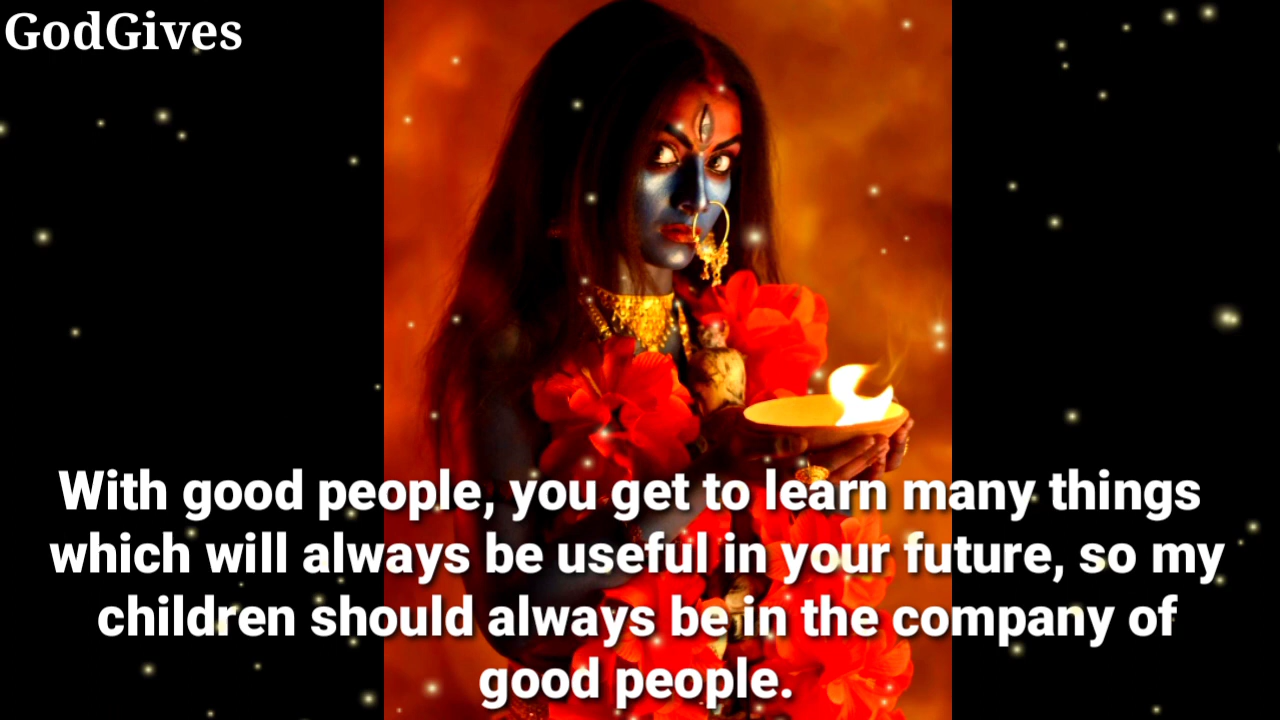 GodGives
With good people, you get to learn many things
which will always be useful in your future, so my
children should always be in the company of
good people.